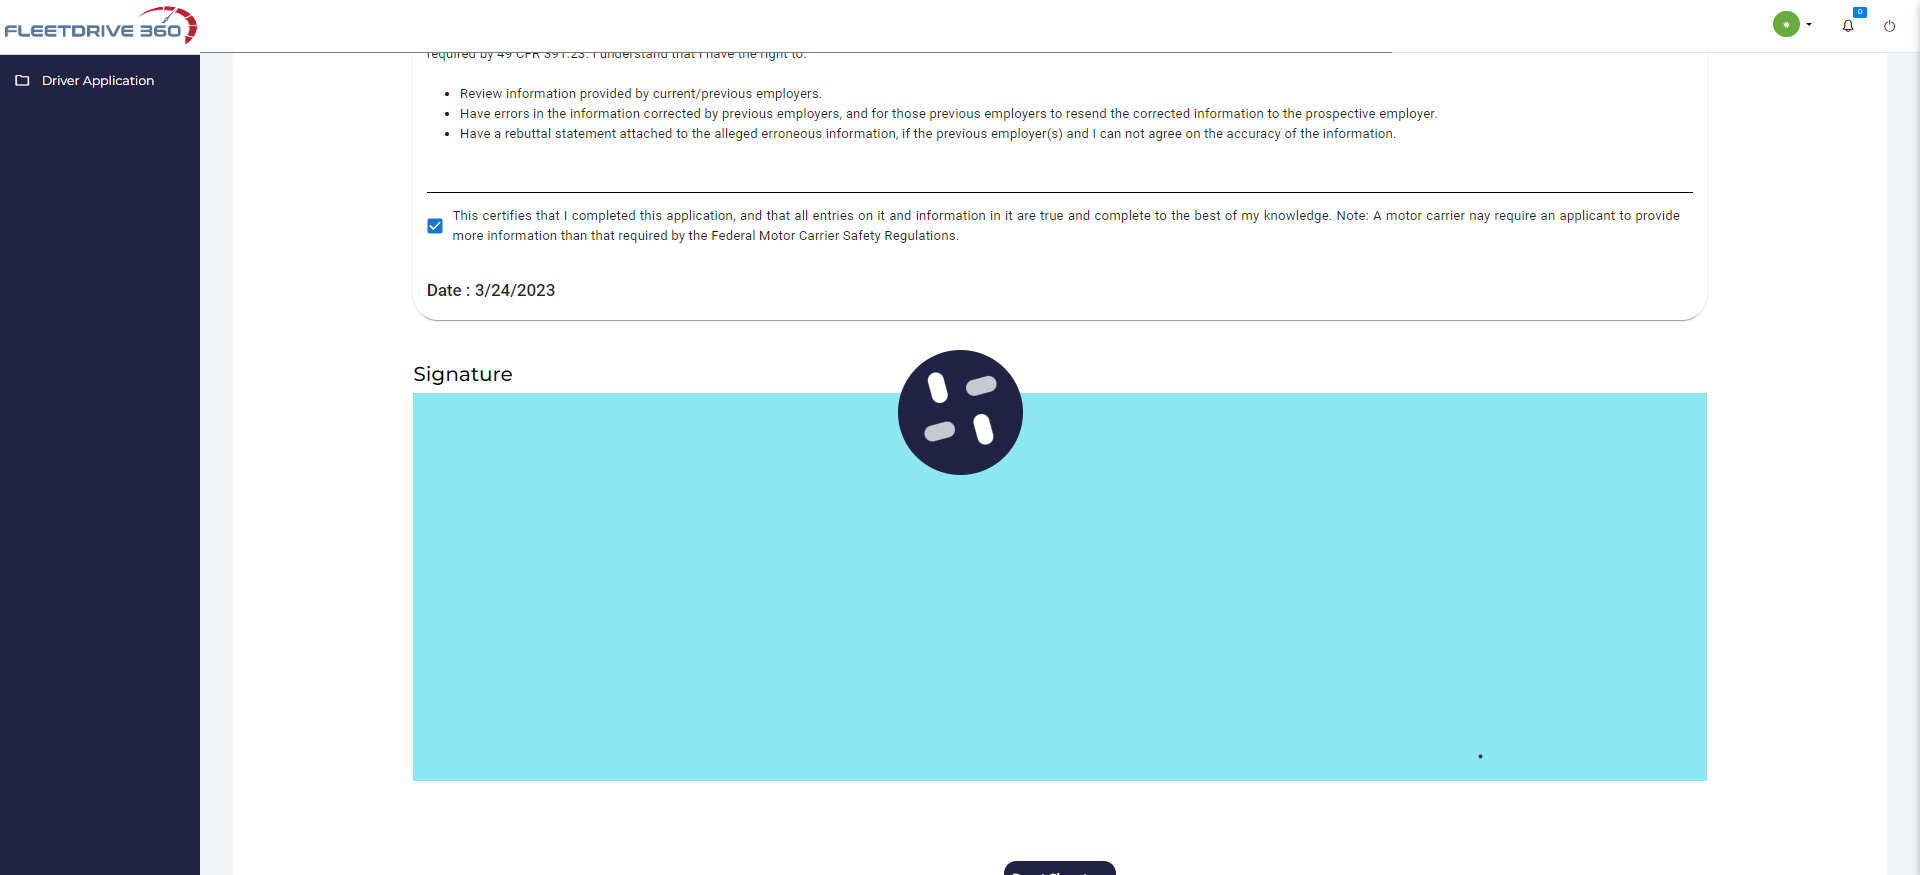 FLEETDRIVE 360
0
Driver Application
required by 49 CFR 391.23. I understand that I have the right to:
Review information provided by current/previous employers.
Have errors in the information corrected by previous employers, and for those previous employers to resend the corrected information to the prospective employer.
Have a rebuttal statement attached to the alleged erroneous information, if the previous employer(s) and I can not agree on the accuracy of the information.
This certifies that I completed this application, and that all entries on it and information in it are true and complete to the best of my knowledge. Note: A motor carrier nay require an applicant to provide
more information than that required by the Federal Motor Carrier Safety Regulations.
Date : 3/24/2023
Signature